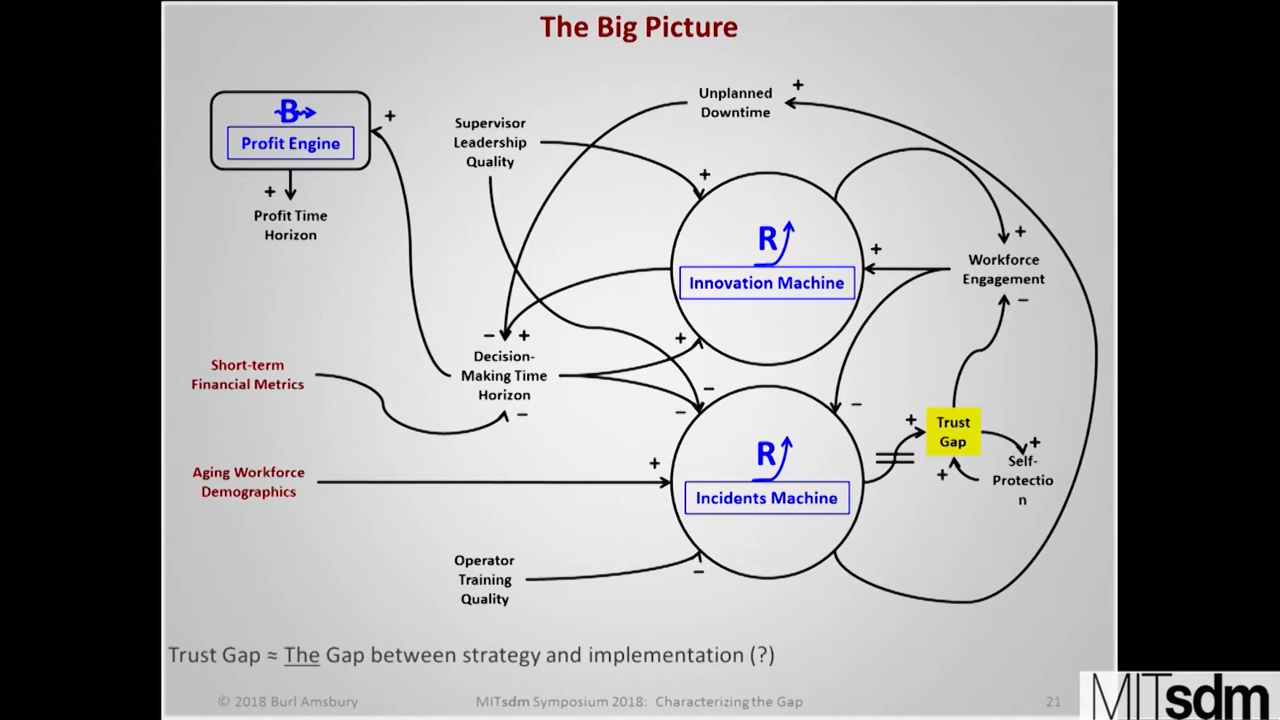 The Big Picture
B
Profit Engine
+
+
Profit Time
Horizon
Supervisor
Leadership
Quality
Unplanned
Downtime
+
+
R
Innovation Machine
+
+
Workforce
Engagement
−
− +
Decision-
Making Time
Horizon
−
+
−
−
−
Short-term
Financial Metrics
Aging Workforce
Demographics
+
R
Incidents Machine
+
Trust
Gap
+
+
Self-
Protectio
n
Operator
Training
Quality
−
Trust Gap ≈ The Gap between strategy and implementation (?)
© 2018 Burl Amsbury
MITsdm Symposium 2018: Characterizing the Gap
21
MITsdm